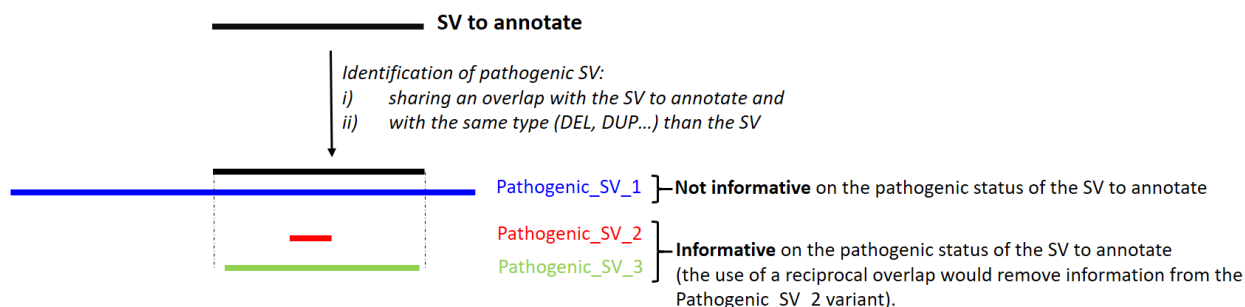 SV to annotate
Identification of pathogenic SV:
i) sharing an overlap with the SV to annotate and
ii) with the same type (DEL, DUP...) than the SV
Pathogenic_SV_1
Not informative on the pathogenic status of the SV to annotate
Pathogenic_SV_2
Pathogenic_SV_3
Informative on the pathogenic status of the SV to annotate
(the use of a reciprocal overlap would remove information from the
Pathogenic_SV_2 variant).